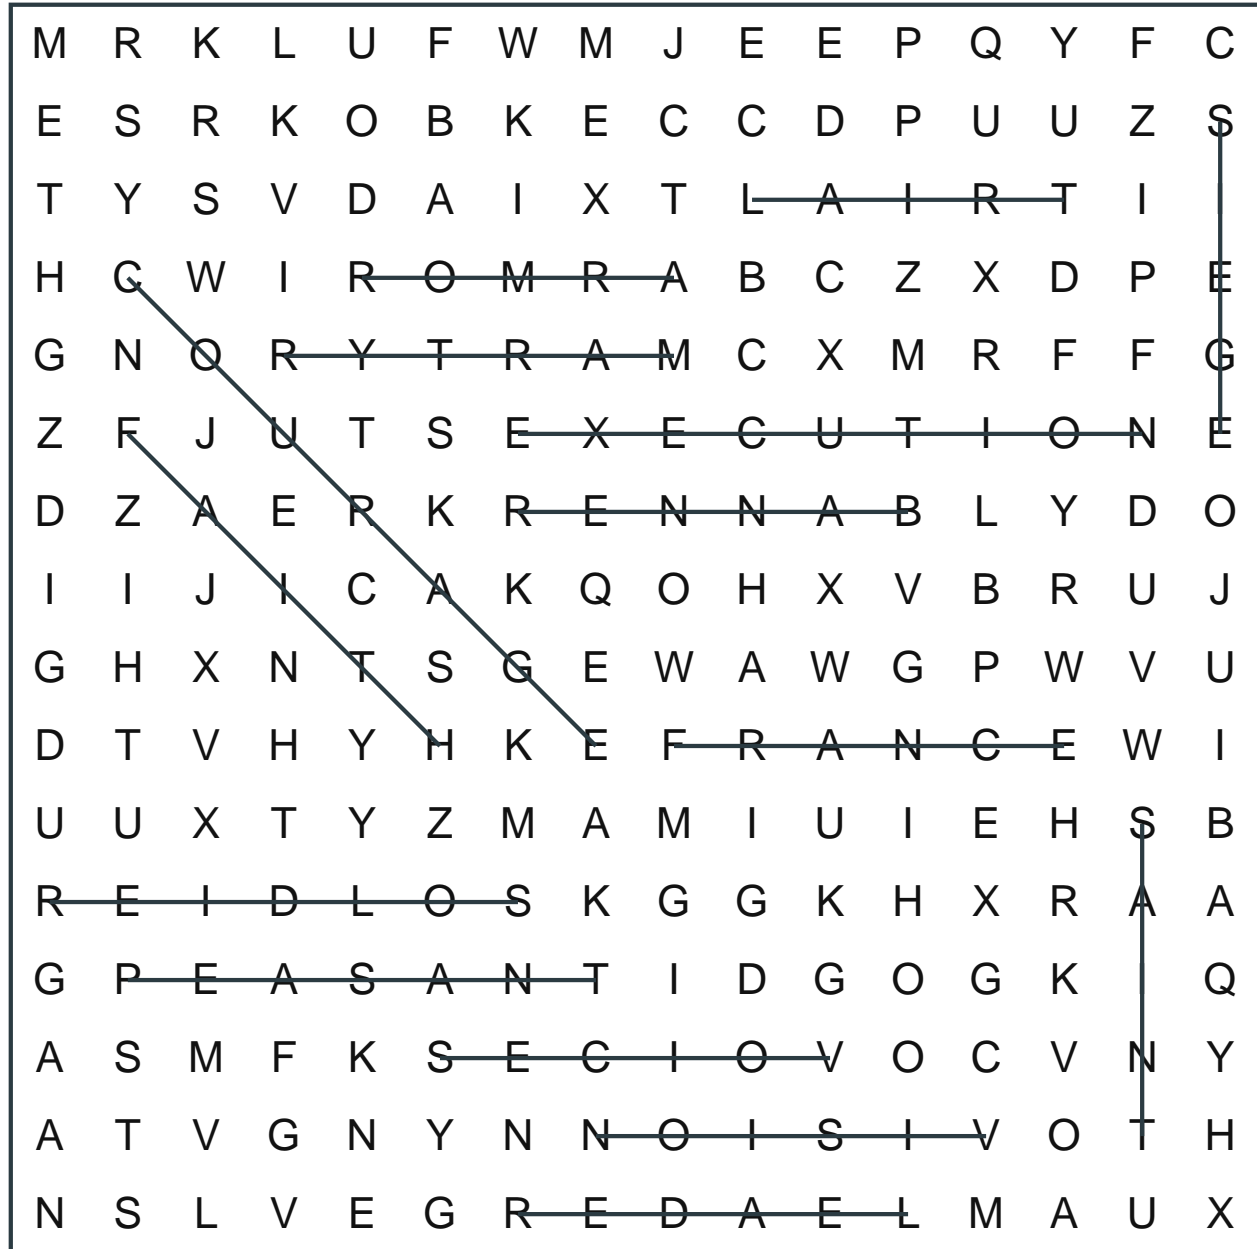 M R K L U F W M J E E P Q Y F C
E S R K O B K E C C D P U U Z S
T Y S V D A I X T L A I R T I I
H C W I R O M R A B C Z X D P E
G N O R Y T R A M C X M R F F G
Z F J U T S E X E C U T I O N E
D Z A E R K R E N N A B L Y D O
I I J I C A K Q O H X V B R U J
G H X N T S G E W A W G P W V U
D T V H Y H K E F R A N C E W I
U U X T Y Z M A M I U I E H S B
R E I D L O S K G G K H X R A A
G P E A S A N T I D G O G K I Q
A S M F K S E C I O V O C V N Y
A T V G N Y N N O I S I V O T H
N S L V E G R E D A E L M A U X